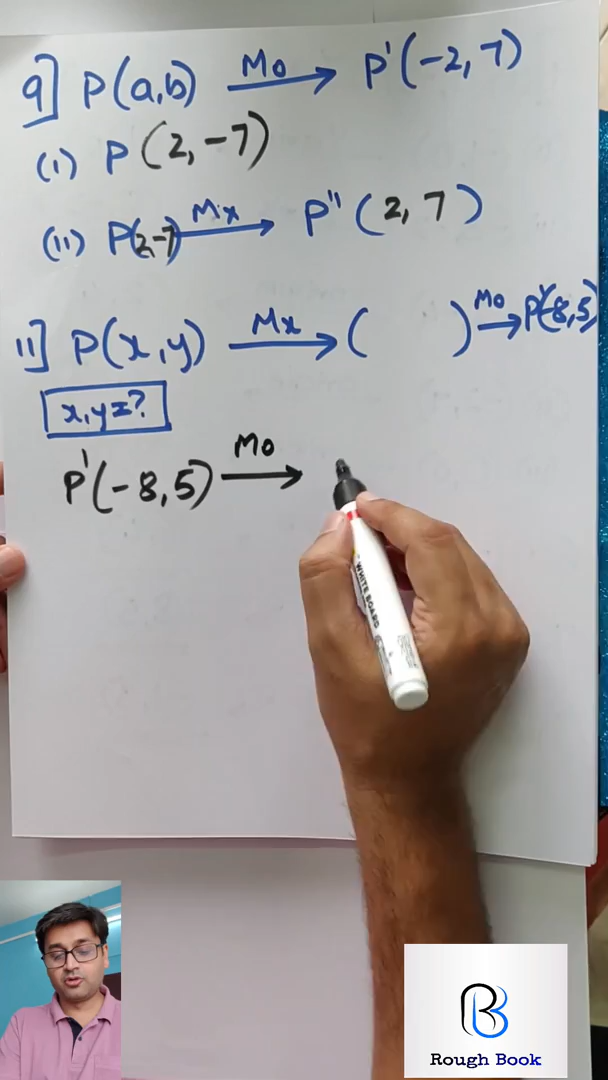 9] P(a,b) Mo → P'(-2,7)
(i) P (2,-7)
(ii) P(2,-7) Mx → P"(2,7)
11] P(x,y) Mx → ( ) Mo → P'(-8,5)
x,y=?
P'(-8,5) Mo →
WHITE BOARD
Rough Book